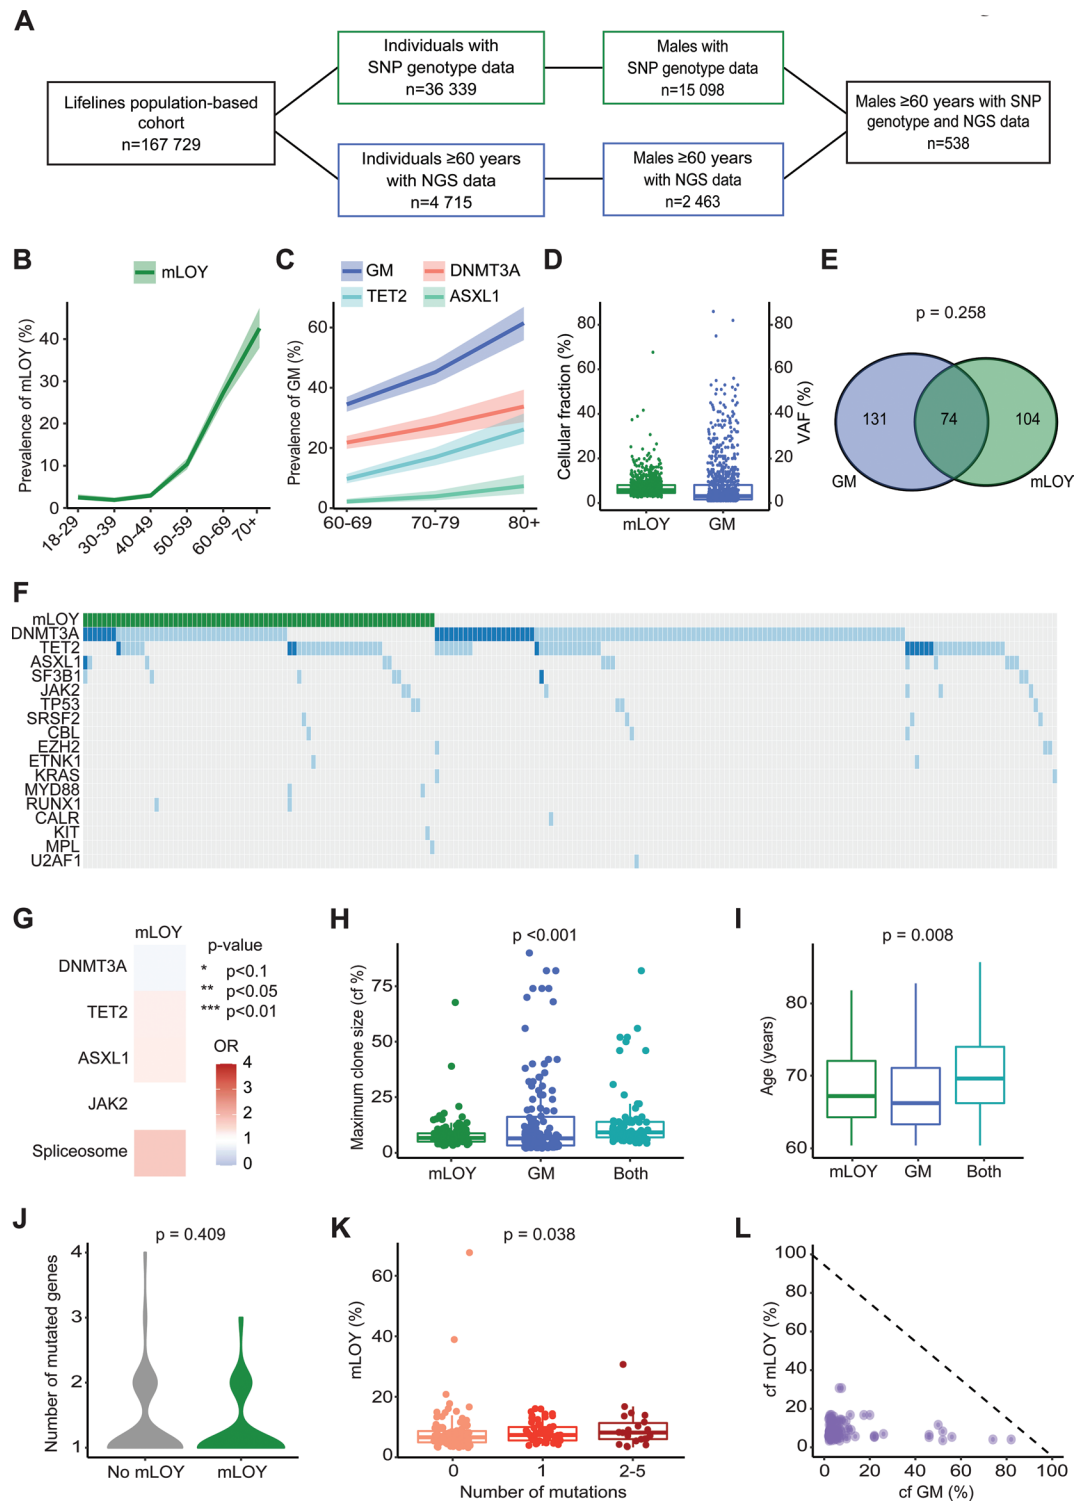 A
Lifelines population-based
cohort
n=167 729
Individuals with
SNP genotype data
n=36 339
Males with
SNP genotype data
n=15 098
Individuals ≥60 years
with NGS data
n=4 715
Males ≥60 years
with NGS data
n=2 463
Males ≥60 years with SNP
genotype and NGS data
n=538
B
mLOY
Prevalence of mLOY (%)
40
30
20
10
0
18-29
30-39
40-49
50-59
60-69
70+
C
GM
DNMT3A
TET2
ASXL1
Prevalence of GM (%)
60
40
20
0
60-69
70-79
80+
D
Cellular fraction (%)
80
60
40
20
0
mLOY
GM
80
60
40
20
0
VAF (%)
E
p = 0.258
131
74
104
GM
mLOY
F
mLOY
DNMT3A
TET2
ASXL1
SF3B1
JAK2
TP53
SRSF2
CBL
EZH2
ETNK1
KRAS
MYD88
RUNX1
CALR
KIT
MPL
U2AF1
G
mLOY
DNMT3A
TET2
ASXL1
JAK2
Spliceosome
p-value
* p<0.1
** p<0.05
*** p<0.01
OR
4
3
2
1
0
H
p <0.001
Maximum clone size (cf %)
75
50
25
0
mLOY
GM
Both
I
p = 0.008
Age (years)
80
70
60
mLOY
GM
Both
J
p = 0.409
Number of mutated genes
4
3
2
1
No mLOY
mLOY
K
p = 0.038
mLOY (%)
60
40
20
0
0
1
2-5
Number of mutations
L
cf mLOY (%)
100
80
60
40
20
0
0
20
40
60
80
100
cf GM (%)